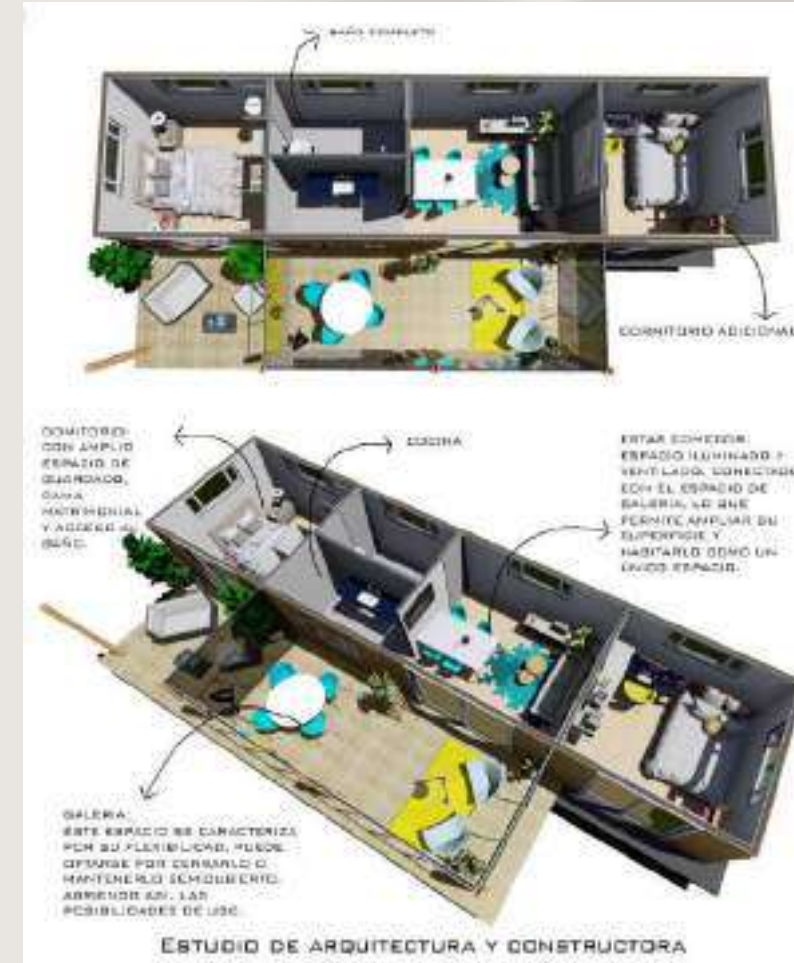 BAÑO COMPLETO
DORMITORIO ADICIONAL
DOMITORIO:
CON AMPLIO
ESPACIO DE
GUARDADO,
CAMA
MATRIMONIAL
Y ACCESO AL
BAÑO.
COCINA
ESTAR COMEDOR:
ESPACIO ILUMINADO Y
VENTILADO, CONECTADO
CON EL ESPACIO DE
GALERIA, LO QUE
PERMITE AMPLIAR SU
SUPERFICIE Y
HABITARLO COMO UN
ÚNICO ESPACIO.
GALERIA:
ESTE ESPACIO SE CARACTERIZA
POR SU FLEXIBILIDAD, PUEDE
OPTARSE POR CERRARLO O
MANTENERLO SEMICUBIERTO,
ABRIENDO ASI, LAS
POSIBILIDADES DE USO.
ESTUDIO DE ARQUITECTURA Y CONSTRUCTORA